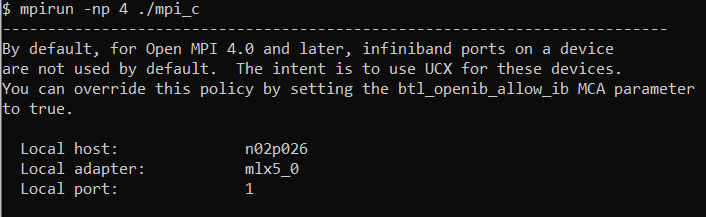 $ mpirun -np 4 ./mpi_c
--------------------------------------------------------------------------
By default, for Open MPI 4.0 and later, infiniband ports on a device
are not used by default.  The intent is to use UCX for these devices.
You can override this policy by setting the btl_openib_allow_ib MCA parameter
to true.

  Local host:              n02p026
  Local adapter:           mlx5_0
  Local port:              1